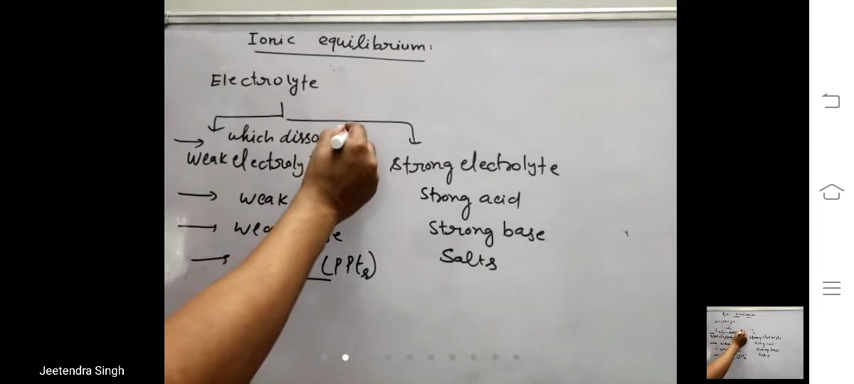 Ionic equilibrium:
Electrolyte
which disso
Weak electroly
Strong electrolyte
weak
Strong acid
Strong base
(PPts)
Salts
Jeetendra Singh